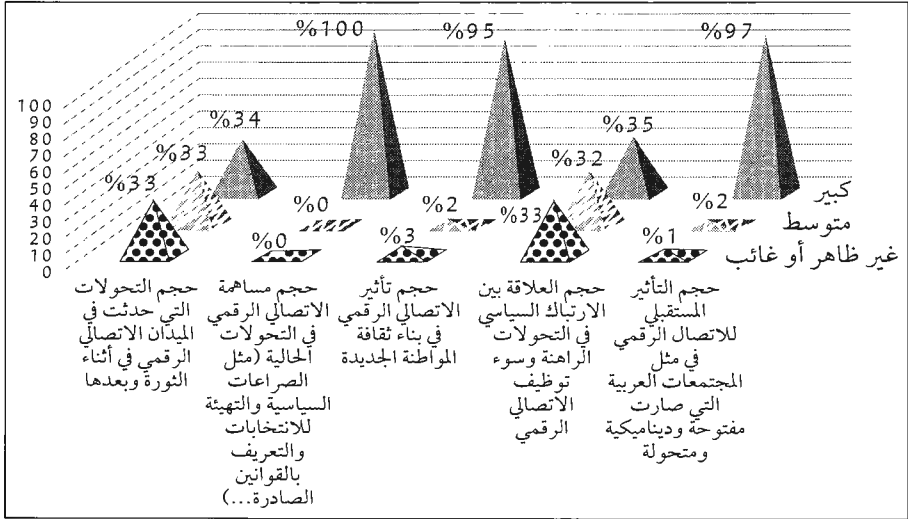 %100
%95
%97
%34
%35
%33
%33
%32
%33
%0
%2
%2
%0
%3
%1
100
90
80
70
60
50
40
30
20
10
0
كبير
متوسط
غير ظاهر أو غائب
حجم التحولات
التي حدثت في
الميدان الاتصالي
الرقمي في أثناء
الثورة وبعدها
حجم مساهمة
الاتصالي الرقمي
في التحولات
الحالية (مثل
الصراعات
السياسية والتهيئة
للانتخابات
والتعريف
بالقوانين
الصادرة...)
حجم تأثير
الاتصالي الرقمي
في بناء ثقافة
المواطنة الجديدة
حجم العلاقة بين
الارتباك السياسي
في التحولات
الراهنة وسوء
توظيف
الاتصالي
الرقمي
حجم التأثير
المستقبلي
للاتصال الرقمي
في مثل
المجتمعات العربية
التي صارت
مفتوحة وديناميكية
ومتحولة